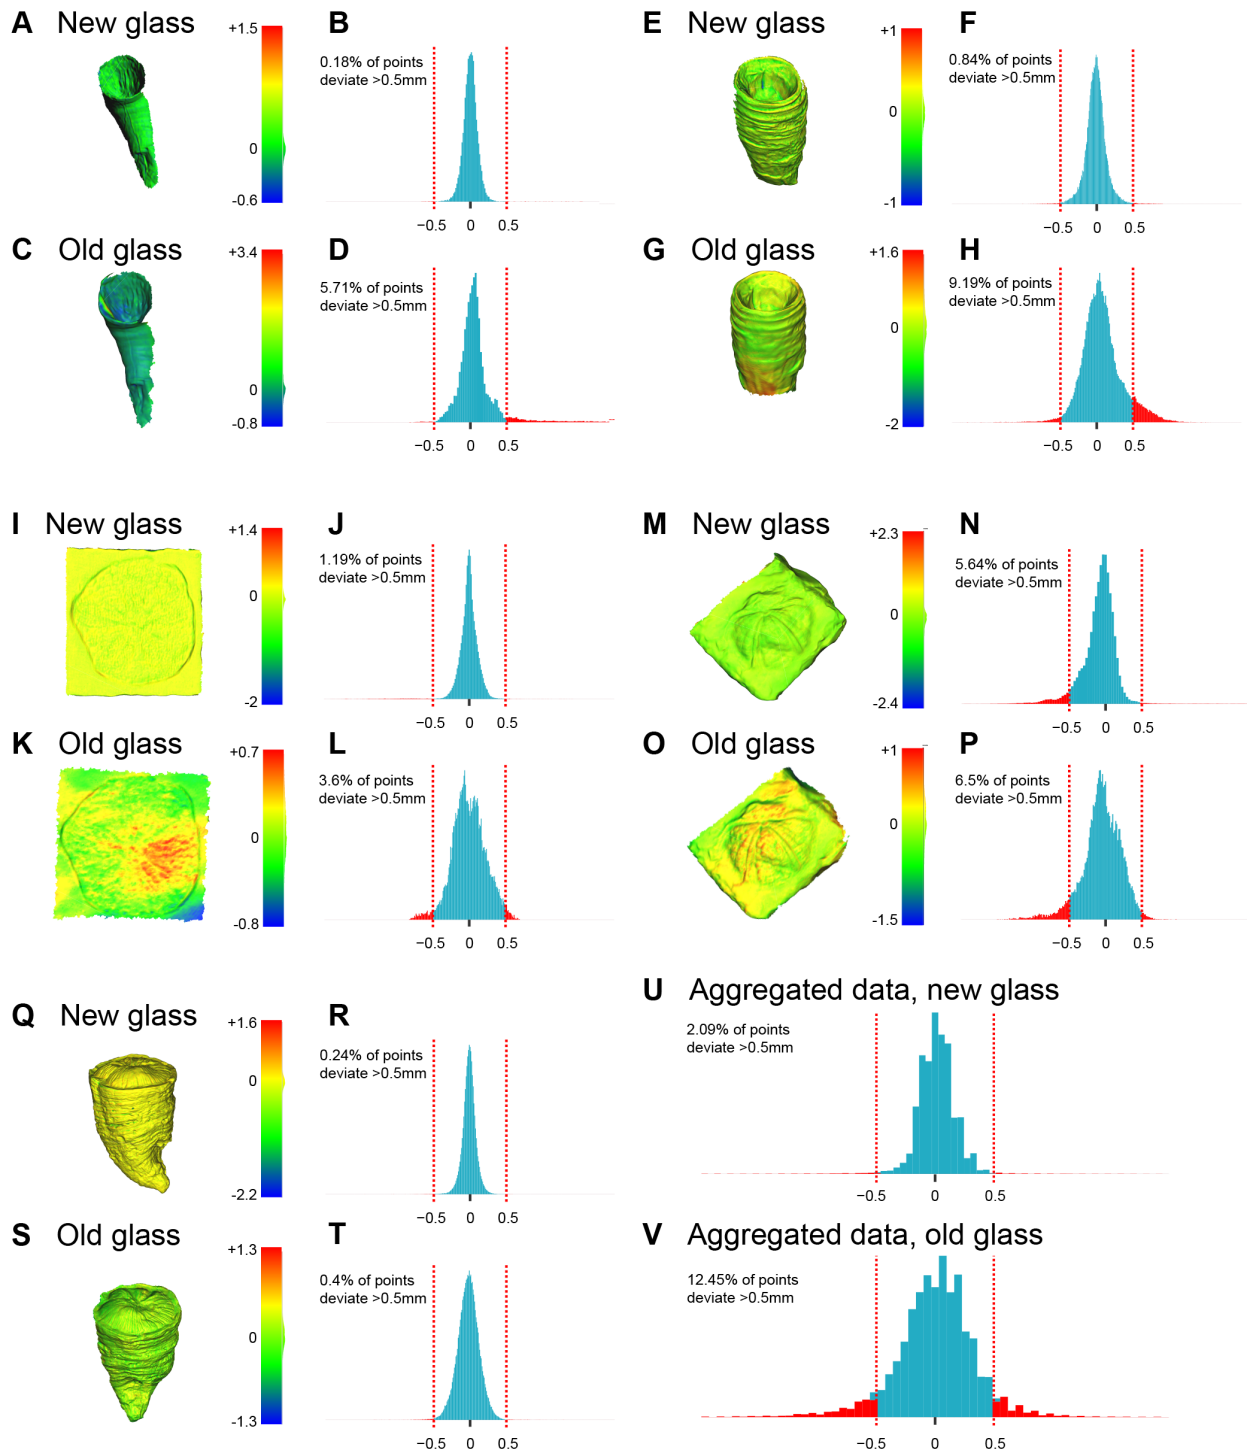 A New glass
+1.5
0
-0.6
B
0.18% of points
deviate >0.5mm
−0.5 0 0.5
C Old glass
+3.4
0
-0.8
D
5.71% of points
deviate >0.5mm
−0.5 0 0.5
E New glass
+1
0
-1
F
0.84% of points
deviate >0.5mm
−0.5 0 0.5
G Old glass
+1.6
0
-2
H
9.19% of points
deviate >0.5mm
−0.5 0 0.5
I New glass
+1.4
0
-2
J
1.19% of points
deviate >0.5mm
−0.5 0 0.5
K Old glass
+0.7
0
-0.8
L
3.6% of points
deviate >0.5mm
−0.5 0 0.5
M New glass
+2.3
0
-2.4
N
5.64% of points
deviate >0.5mm
−0.5 0 0.5
O Old glass
+1
0
-1.5
P
6.5% of points
deviate >0.5mm
−0.5 0 0.5
Q New glass
+1.6
0
-2.2
R
0.24% of points
deviate >0.5mm
−0.5 0 0.5
S Old glass
+1.3
0
-1.3
T
0.4% of points
deviate >0.5mm
−0.5 0 0.5
U Aggregated data, new glass
2.09% of points
deviate >0.5mm
−0.5 0 0.5
V Aggregated data, old glass
12.45% of points
deviate >0.5mm
−0.5 0 0.5